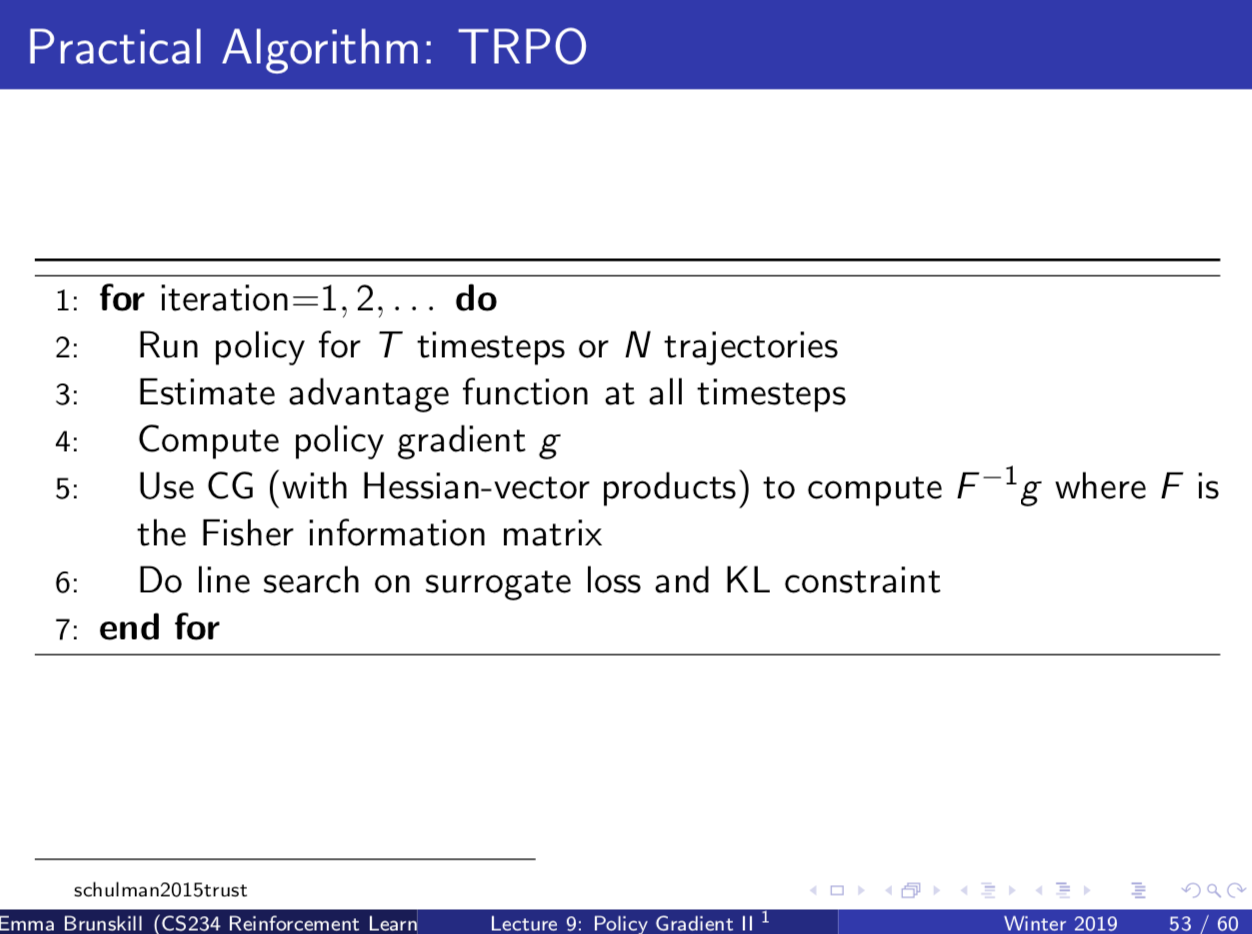 Practical Algorithm: TRPO
1: for iteration=1, 2, . . . do
2: Run policy for T timesteps or N trajectories
3: Estimate advantage function at all timesteps
4: Compute policy gradient g
5: Use CG (with Hessian-vector products) to compute F⁻¹g where F is
the Fisher information matrix
6: Do line search on surrogate loss and KL constraint
7: end for
schulman2015trust
Emma Brunskill (CS234 Reinforcement Learn Lecture 9: Policy Gradient II ¹ Winter 2019 53 / 60